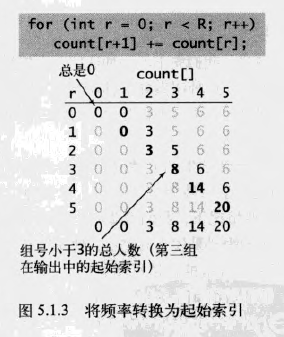 for (int r = 0; r < R; r++)
count[r+1] += count[r];
总是0
count[]
r 0 1 2 3 4 5
0 0 0 3 5 6 6
1 0 0 3 5 6 6
2 0 0 3 5 6 6
3 0 0 3 8 6 6
4 0 0 3 8 14 6
5 0 0 3 8 14 20
0 0 3 8 14 20
组号小于3的总人数（第三组
在输出中的起始索引）
图 5.1.3 将频率转换为起始索引